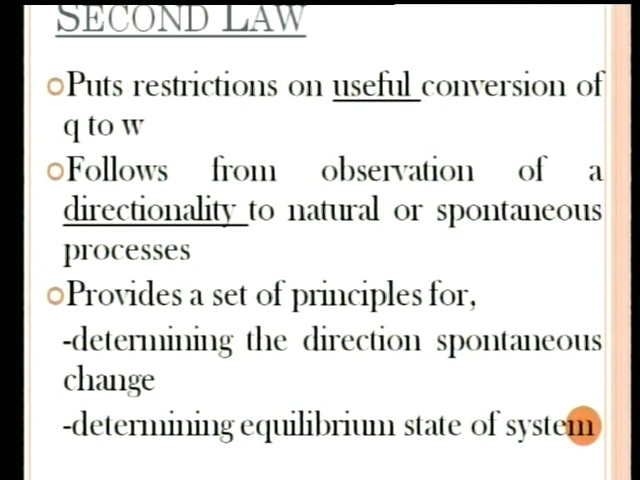 SECOND LAW
Puts restrictions on useful conversion of
q to w
Follows from observation of a
directionality to natural or spontaneous
processes
Provides a set of principles for,
-determining the direction spontaneous
change
-determining equilibrium state of system